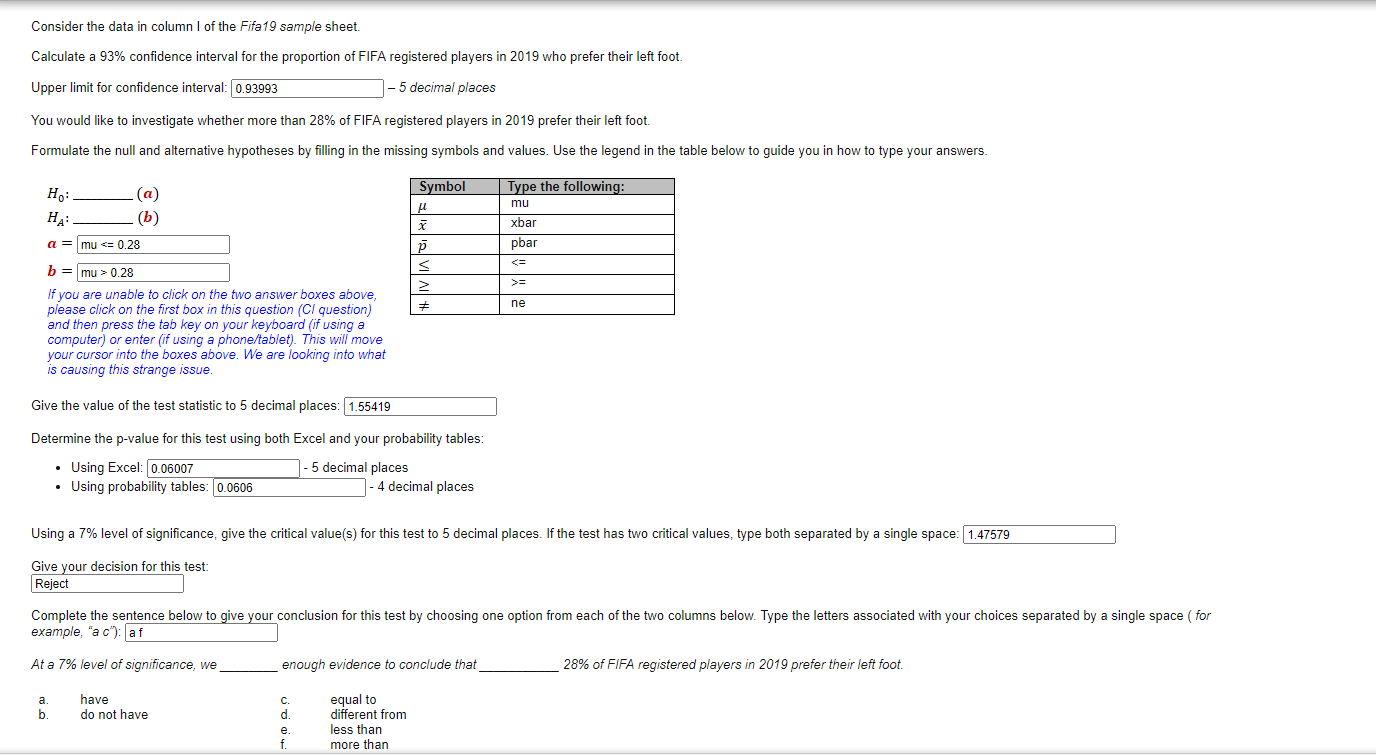 Consider the data in column I of the Fifa19 sample sheet.
Calculate a 93% confidence interval for the proportion of FIFA registered players in 2019 who prefer their left foot.
Upper limit for confidence interval: 0.93993 – 5 decimal places
You would like to investigate whether more than 28% of FIFA registered players in 2019 prefer their left foot.
Formulate the null and alternative hypotheses by filling in the missing symbols and values. Use the legend in the table below to guide you in how to type your answers.
H₀: ________ (a)
H_A: ________ (b)
a = mu <= 0.28
b = mu > 0.28
If you are unable to click on the two answer boxes above,
please click on the first box in this question (CI question)
and then press the tab key on your keyboard (if using a
computer) or enter (if using a phone/tablet). This will move
your cursor into the boxes above. We are looking into what
is causing this strange issue.
Symbol Type the following:
μ mu
x̄ xbar
p̄ pbar
≤ <=
≥ >=
≠ ne
Give the value of the test statistic to 5 decimal places: 1.55419
Determine the p-value for this test using both Excel and your probability tables:
• Using Excel: 0.06007 - 5 decimal places
• Using probability tables: 0.0606 - 4 decimal places
Using a 7% level of significance, give the critical value(s) for this test to 5 decimal places. If the test has two critical values, type both separated by a single space: 1.47579
Give your decision for this test:
Reject
Complete the sentence below to give your conclusion for this test by choosing one option from each of the two columns below. Type the letters associated with your choices separated by a single space ( for
example, "a c"): a f
At a 7% level of significance, we ________ enough evidence to conclude that ___________ 28% of FIFA registered players in 2019 prefer their left foot.
a. have c. equal to
b. do not have d. different from
e. less than
f. more than